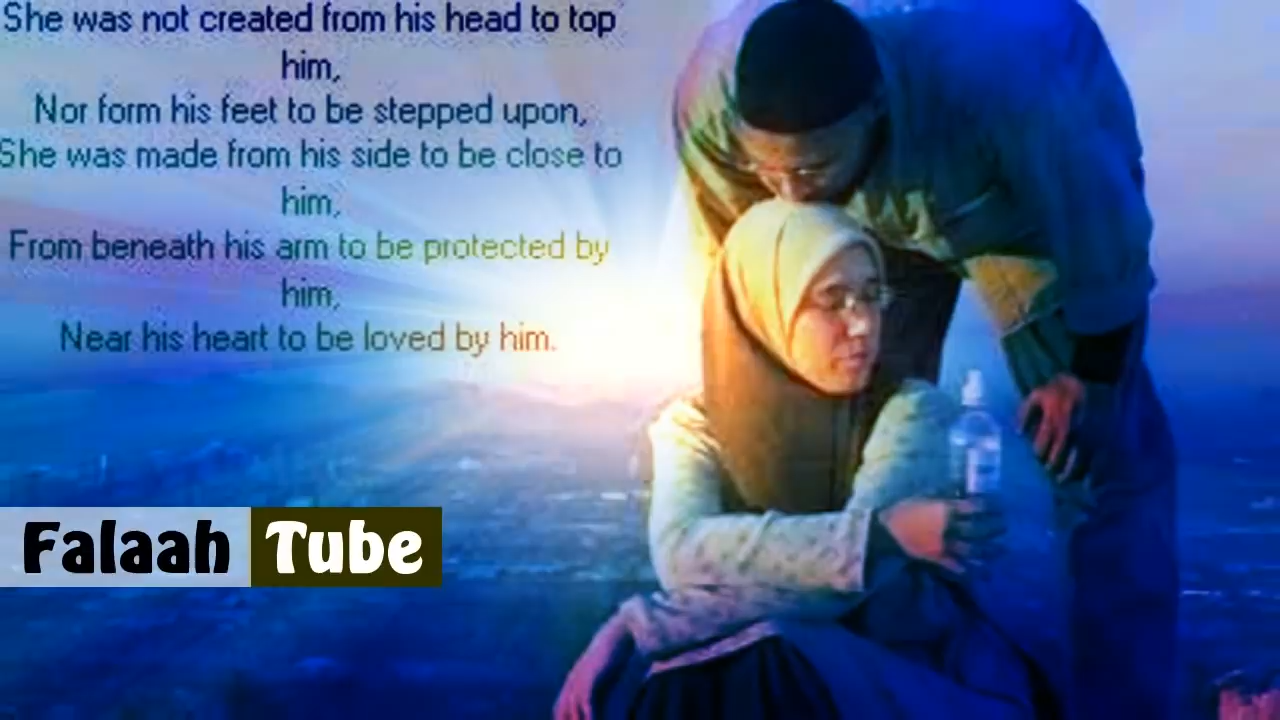 She was not created from his head to top
him,
Nor form his feet to be stepped upon,
She was made from his side to be close to
him,
From beneath his arm to be protected by
him,
Near his heart to be loved by him.
Falaah Tube